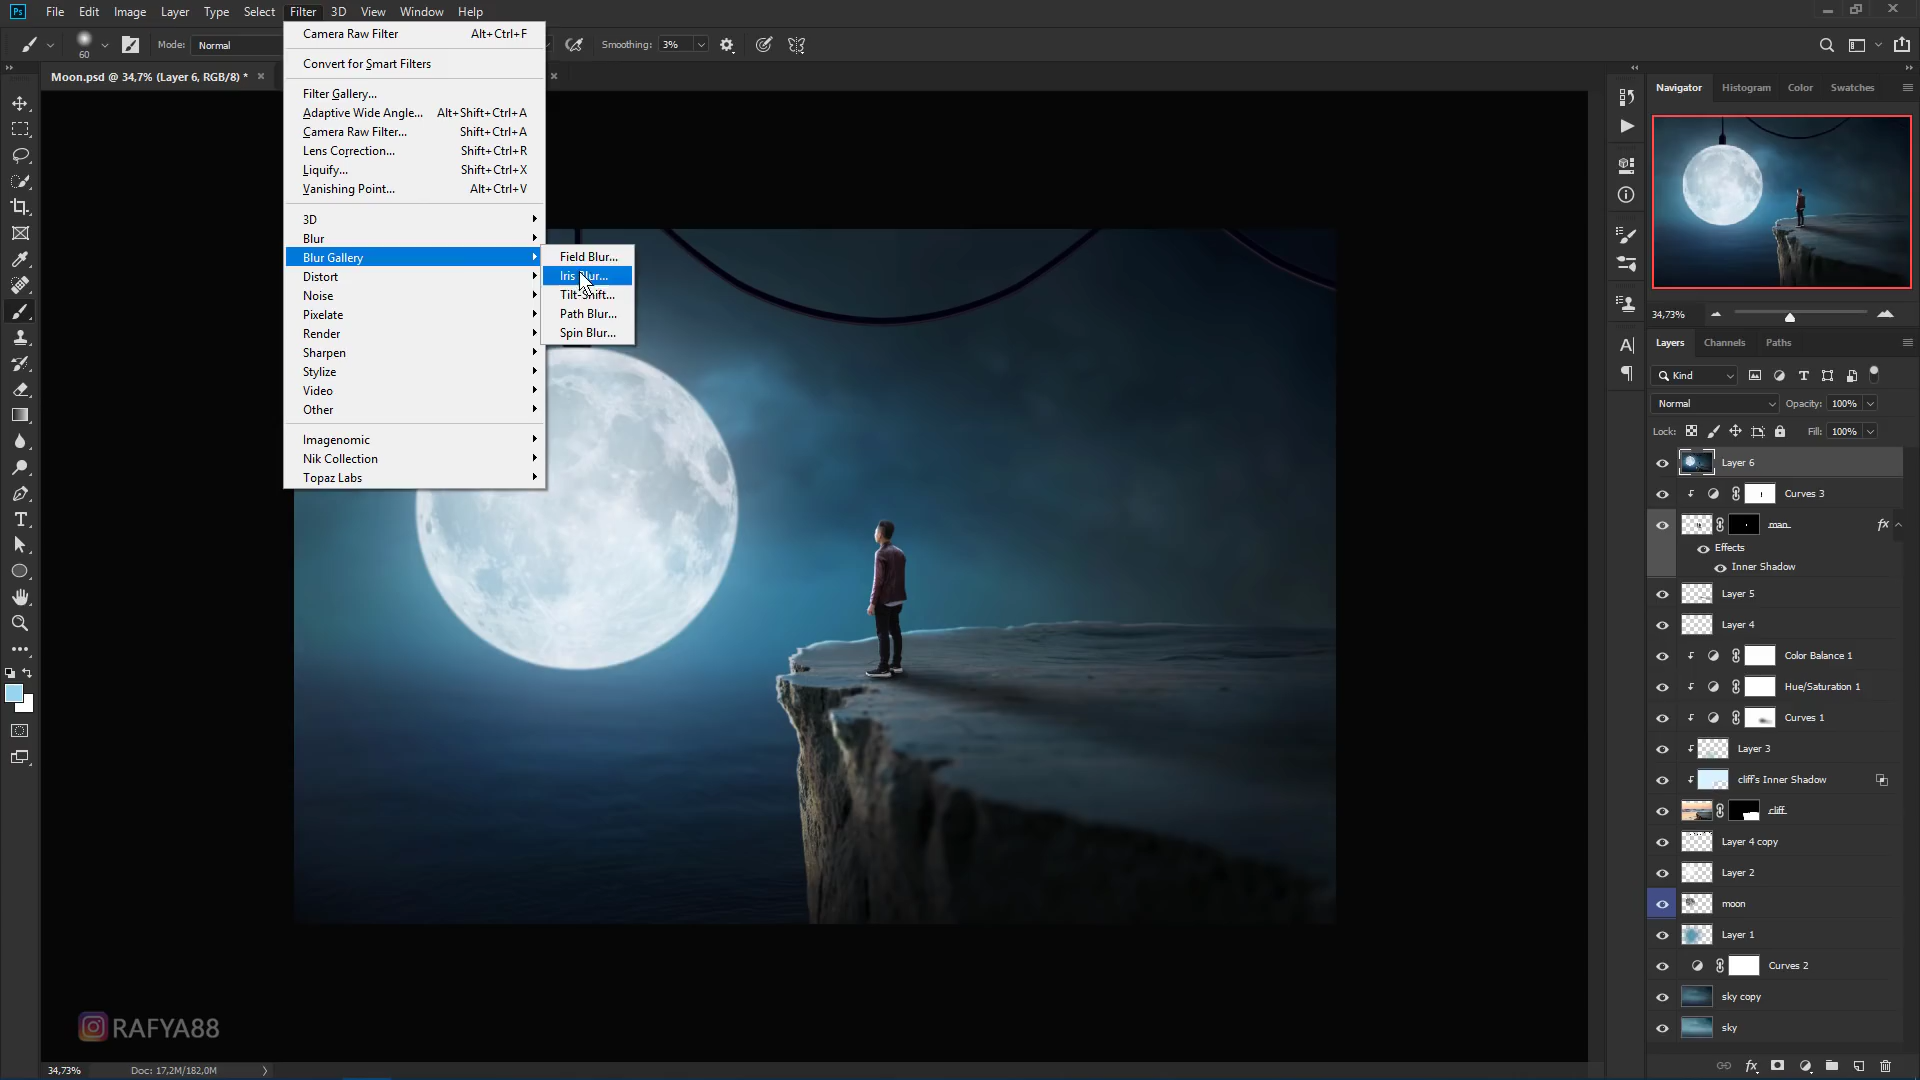 Ps File Edit Image Layer Type Select Filter 3D View Window Help
60 Mode: Normal Smoothing: 3%
Moon.psd @ 34,7% (Layer 6, RGB/8) *
Camera Raw Filter Alt+Ctrl+F
Convert for Smart Filters
Filter Gallery...
Adaptive Wide Angle... Alt+Shift+Ctrl+A
Camera Raw Filter... Shift+Ctrl+A
Lens Correction... Shift+Ctrl+R
Liquify... Shift+Ctrl+X
Vanishing Point... Alt+Ctrl+V
3D
Blur
Blur Gallery
Distort
Noise
Pixelate
Render
Sharpen
Stylize
Video
Other
Imagenomic
Nik Collection
Topaz Labs
Field Blur...
Iris Blur...
Tilt-Shift...
Path Blur...
Spin Blur...
Navigator Histogram Color Swatches
34,73%
Layers Channels Paths
Kind
Normal Opacity: 100%
Lock: Fill: 100%
Layer 6
Curves 3
man fx
Effects
Inner Shadow
Layer 5
Layer 4
Color Balance 1
Hue/Saturation 1
Curves 1
Layer 3
cliff's Inner Shadow
cliff
Layer 4 copy
Layer 2
moon
Layer 1
Curves 2
sky copy
sky
fx
RAFYA88
34,73% Doc: 17,2M/182,0M